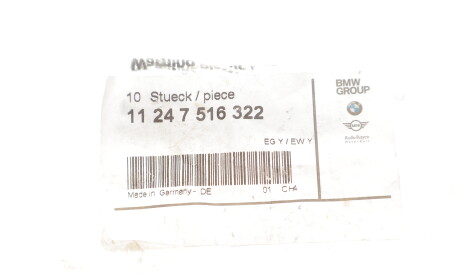 10 Stueck / piece
11 24 7 516 322
EG Y / EW Y
Made in Germany - DE 01 CH4
BMW
GROUP